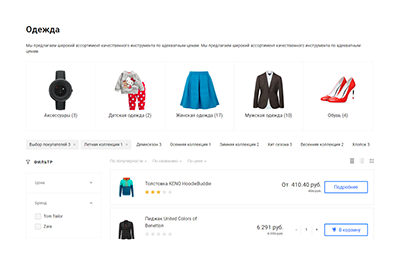 Одежда
Мы предлагаем широкий ассортимент качественного инструмента по адекватным ценам. Мы предлагаем широкий ассортимент качественного инструмента по адекватным
ценам.
Аксессуары (3)
Детская одежда (2)
Женская одежда (11)
Мужская одежда (10)
Обувь (4)
Выбор покупателей 3 ×
Летняя коллекция 1 ×
Демисезон 3
Осенняя коллекция 1
Зимняя коллекция 2
Хит сезона 3
Весенняя коллекция 2
Хлопок 3
ФИЛЬТР
По популярности
По названию
По цене
Цена
Бренд
Tom Tailor
Zara
Толстовка KENO HoodieBuddie
От 410.40 руб.
Подробнее
Пиджак United Colors of
Benetton
6 291 руб.
- 1 +
В корзину